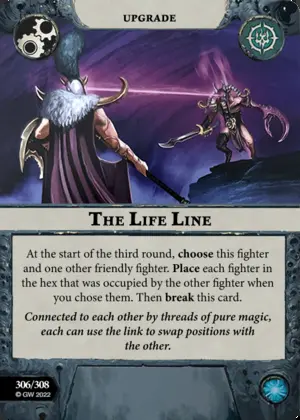 UPGRADE
THE LIFE LINE
At the start of the third round, choose this fighter
and one other friendly fighter. Place each fighter in
the hex that was occupied by the other fighter when
you chose them. Then break this card.
Connected to each other by threads of pure magic,
each can use the link to swap positions with
the other.
306/308
© GW 2022